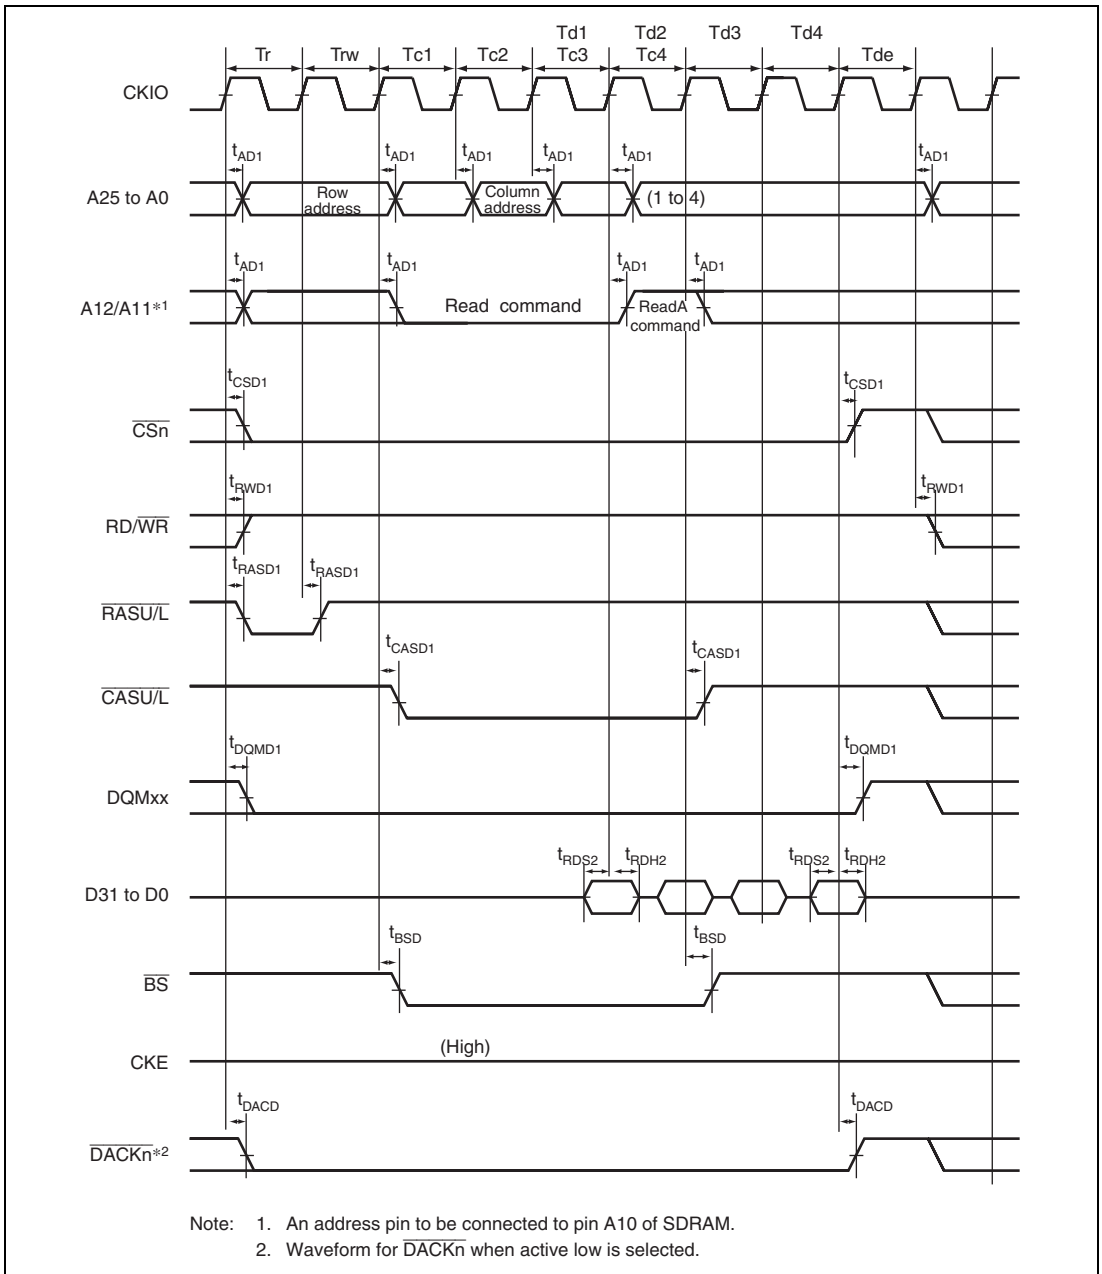 Td1 Td2 Td3 Td4
Tr Trw Tc1 Tc2 Tc3 Tc4 Tde
CKIO
tAD1 tAD1 tAD1 tAD1 tAD1 tAD1
A25 to A0
Row address
Column address
(1 to 4)
tAD1 tAD1 tAD1 tAD1
A12/A11*1
Read command
ReadA command
tCSD1 tCSD1
CSn
tRWD1 tRWD1
RD/WR
tRASD1 tRASD1
RASU/L
tCASD1 tCASD1
CASU/L
tDQMD1 tDQMD1
DQMxx
tRDS2 tRDH2 tRDS2 tRDH2
D31 to D0
tBSD tBSD
BS
(High)
CKE
tDACD tDACD
DACKn*2
Note: 1. An address pin to be connected to pin A10 of SDRAM.
2. Waveform for DACKn when active low is selected.